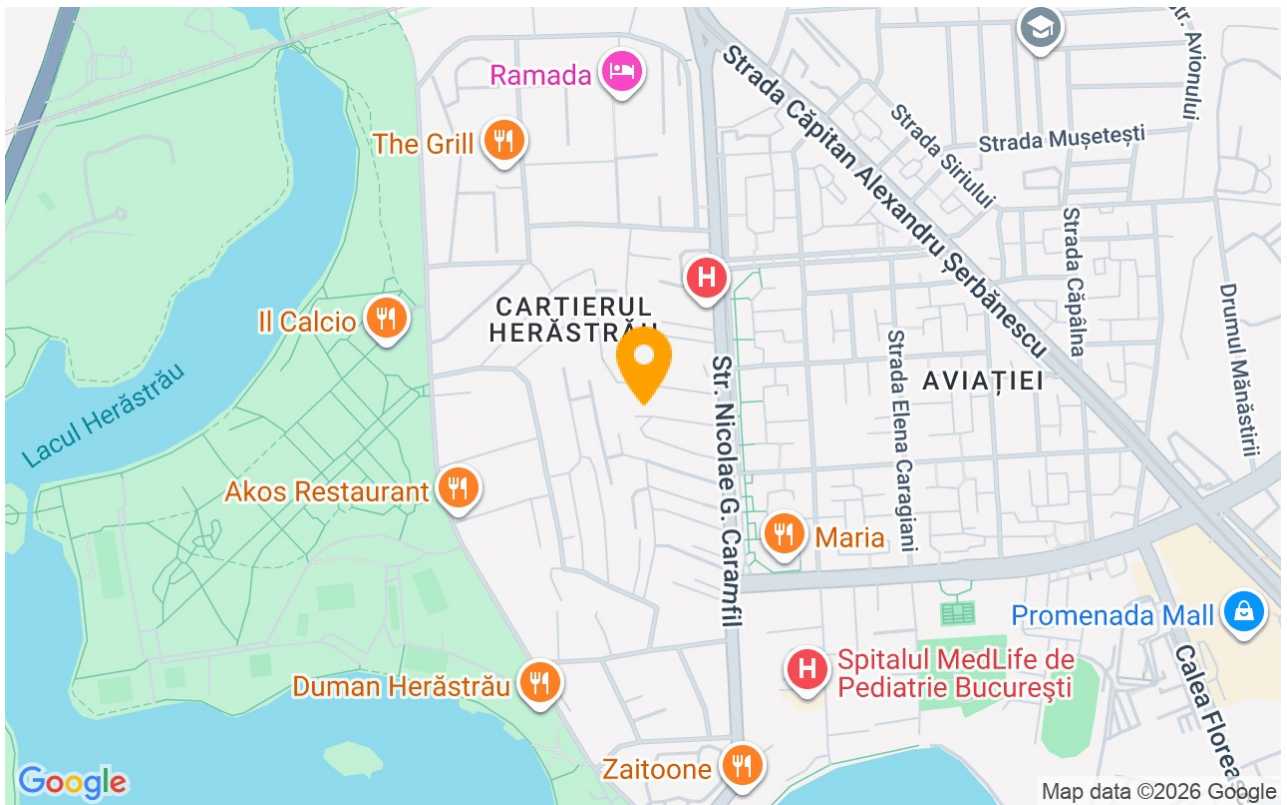 Ramada
The Grill
Strada Căpitan Alexandru Șerbănescu
Str. Avionului
Strada Siriului
Strada Mușetești
Strada Căpâlna
Drumul Mănăstirii
CARTIERUL
HERĂSTRĂU
H
Il Calcio
Lacul Herăstrău
Str. Nicolae G. Caramfil
Strada Elena Caragiani
AVIAȚIEI
Akos Restaurant
Maria
Promenada Mall
H
Spitalul MedLife de
Pediatrie Bucureşti
Duman Herăstrău
Calea Floreas
Zaitoone
Google
Map data ©2026 Google